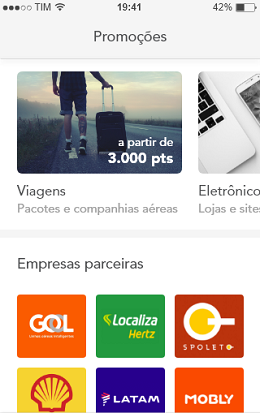 TIM 19:41 42%
Promoções
a partir de
3.000 pts
Viagens Eletrônico
Pacotes e companhias aéreas Lojas e sites
Empresas parceiras
GOL Localiza
Linhas aéreas inteligentes Hertz
SPOLETO
LATAM MOBLY